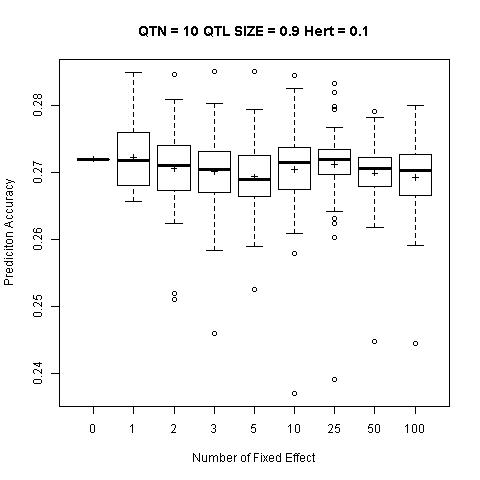 QTN = 10 QTL SIZE = 0.9 Hert = 0.1
0.28
0.27
0.26
0.25
0.24
Prediciton Accuracy
0 1 2 3 5 10 25 50 100
Number of Fixed Effect